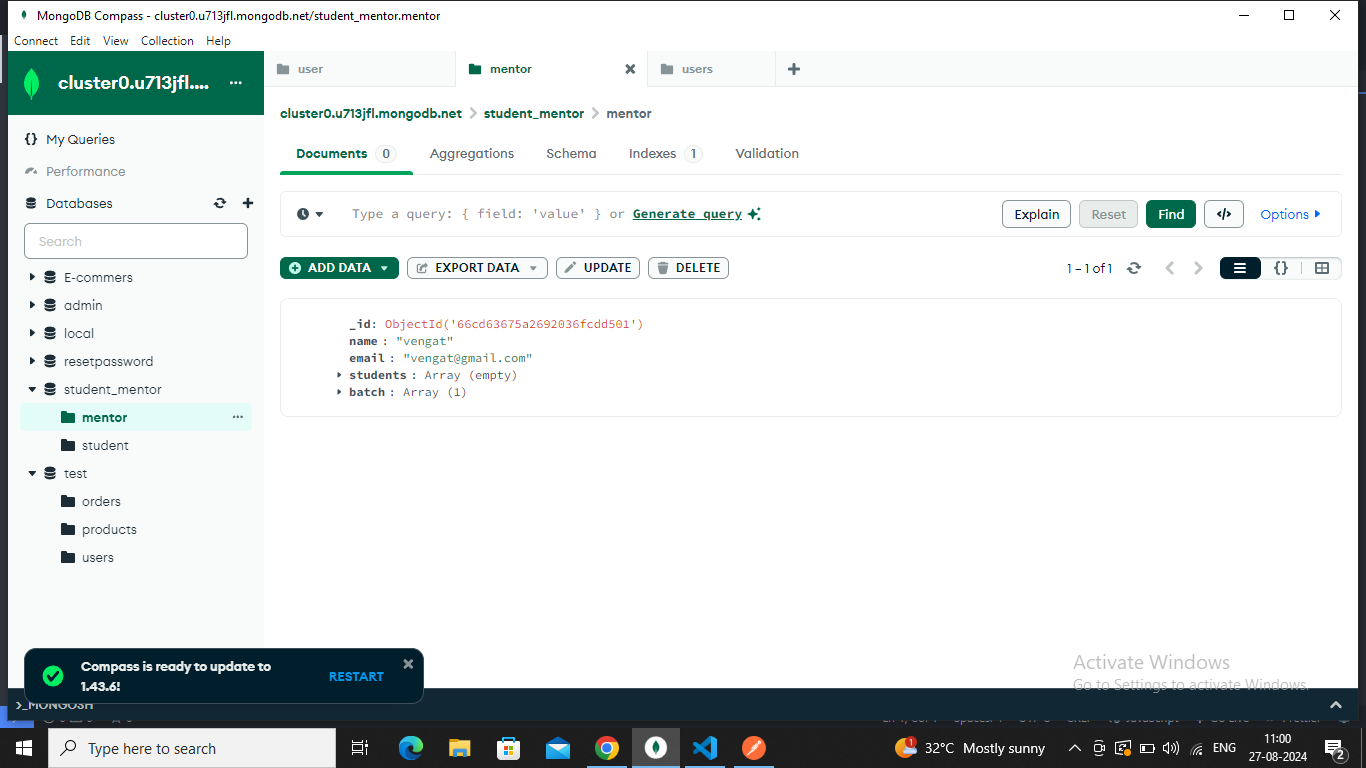 MongoDB Compass - cluster0.u713jfl.mongodb.net/student_mentor.mentor
Connect Edit View Collection Help
cluster0.u713jfl.... ···
user
mentor
users
cluster0.u713jfl.mongodb.net > student_mentor > mentor
My Queries
Performance
Databases
Search
E-commers
admin
local
resetpassword
student_mentor
mentor ···
student
test
orders
products
users
Documents 0 Aggregations Schema Indexes 1 Validation
Type a query: { field: 'value' } or Generate query
Explain Reset Find </> Options
ADD DATA EXPORT DATA UPDATE DELETE
1 – 1 of 1
{}
_id: ObjectId('66cd63675a2692036fcdd501')
name : "vengat"
email : "vengat@gmail.com"
students : Array (empty)
batch : Array (1)
Compass is ready to update to
1.43.6!
RESTART
>_MONGOSH
Activate Windows
Go to Settings to activate Windows.
Type here to search
1
32°C Mostly sunny
ENG
11:00
27-08-2024
2